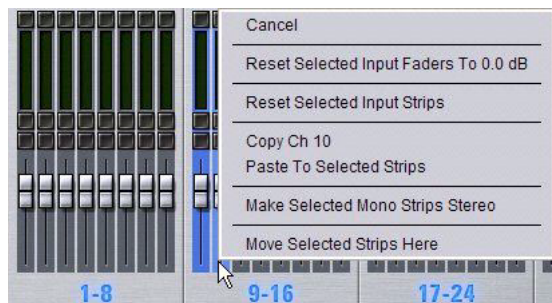 Cancel
Reset Selected Input Faders To 0.0 dB
Reset Selected Input Strips
Copy Ch 10
Paste To Selected Strips
Make Selected Mono Strips Stereo
Move Selected Strips Here
1-8 9-16 17-24